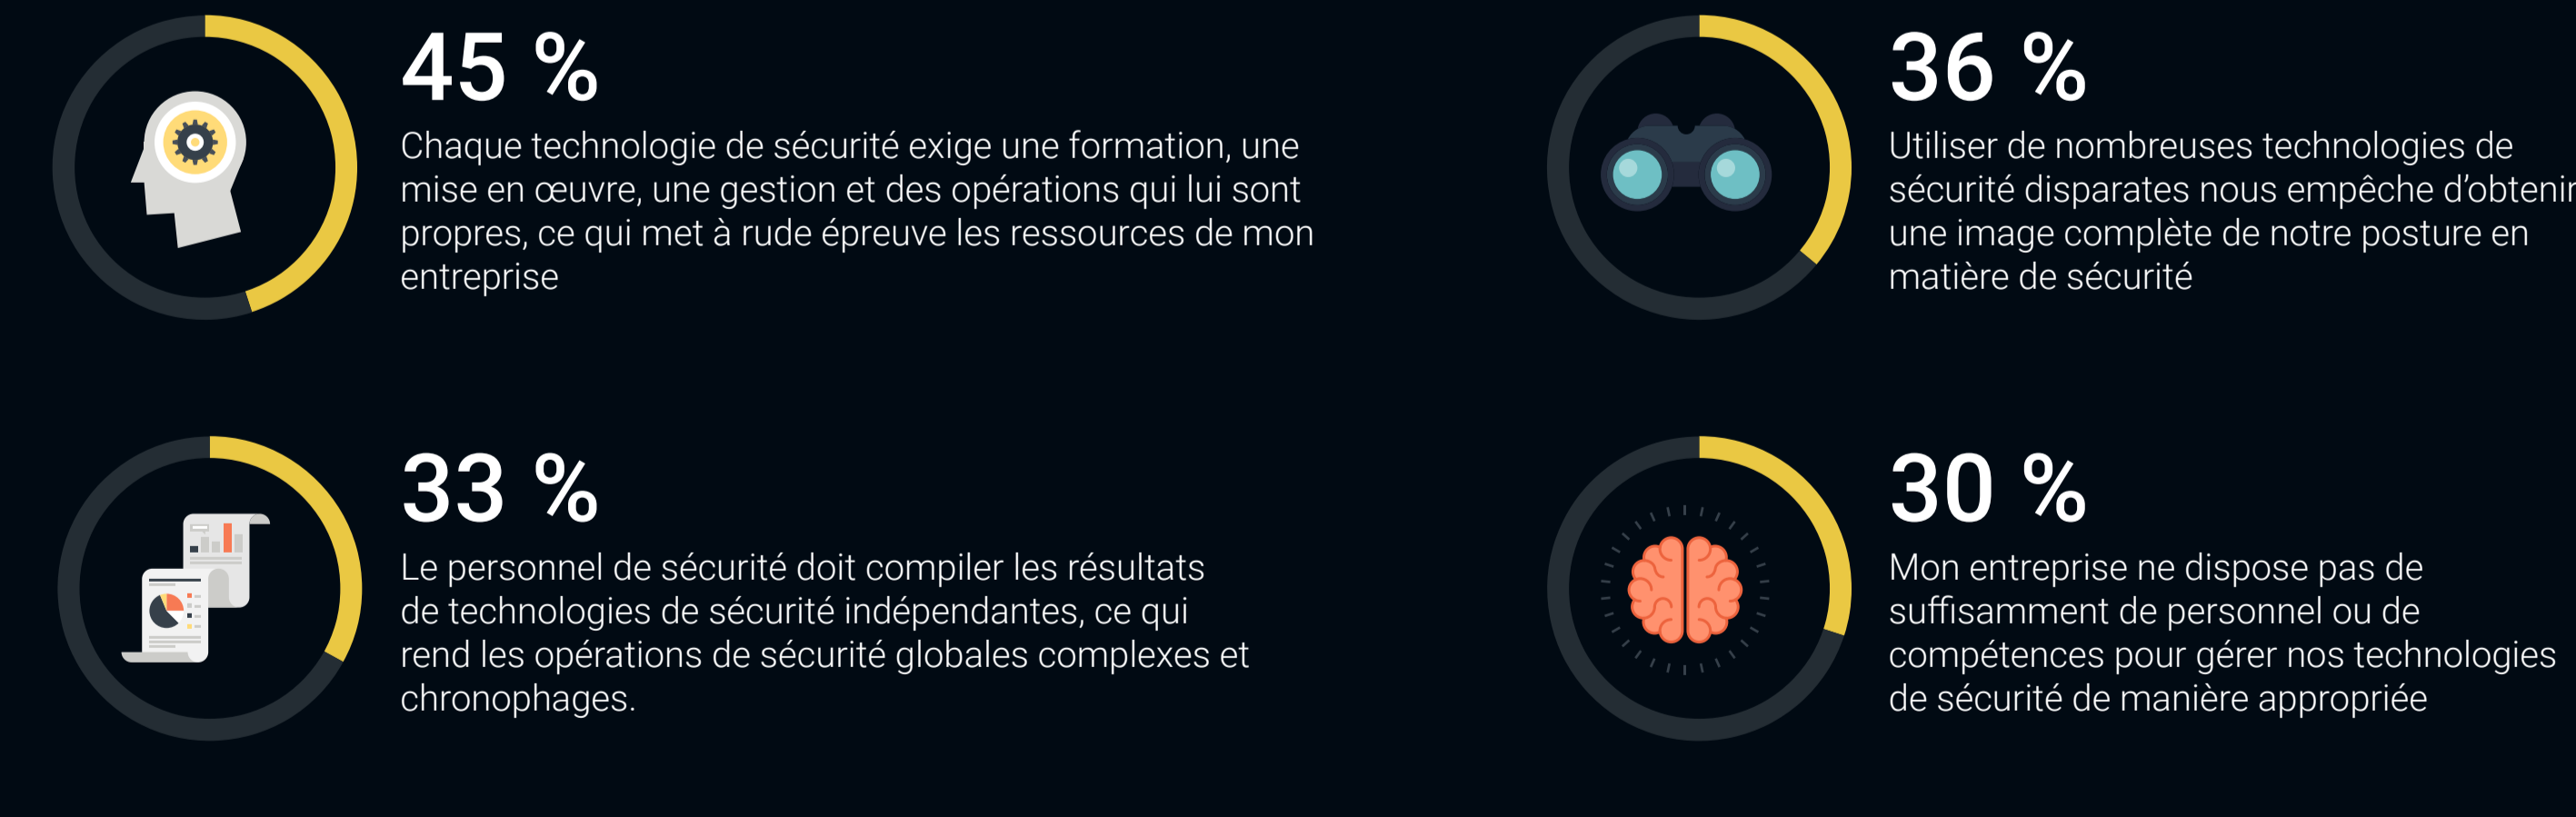 45 %
Chaque technologie de sécurité exige une formation, une
mise en œuvre, une gestion et des opérations qui lui sont
propres, ce qui met à rude épreuve les ressources de mon
entreprise
36 %
Utiliser de nombreuses technologies de
sécurité disparates nous empêche d’obtenir
une image complète de notre posture en
matière de sécurité
33 %
Le personnel de sécurité doit compiler les résultats
de technologies de sécurité indépendantes, ce qui
rend les opérations de sécurité globales complexes et
chronophages.
30 %
Mon entreprise ne dispose pas de
suffisamment de personnel ou de
compétences pour gérer nos technologies
de sécurité de manière appropriée